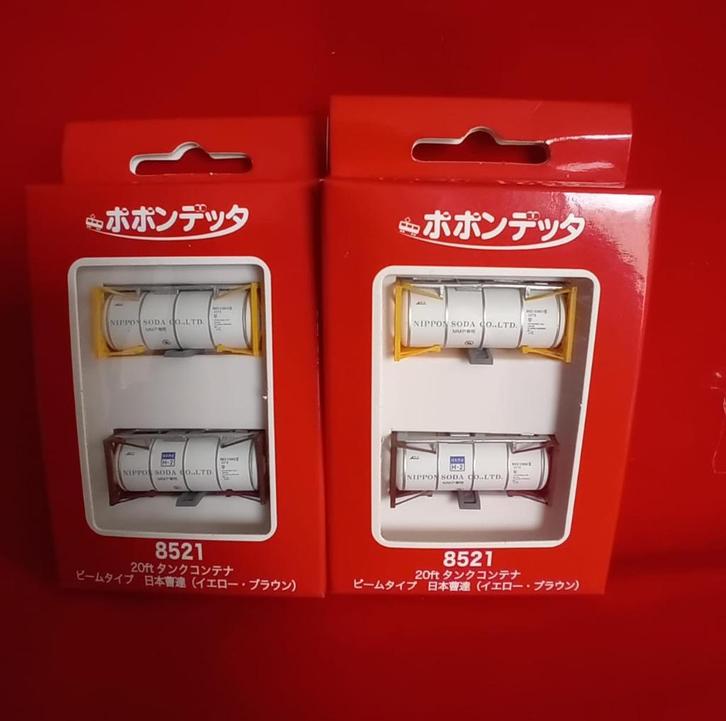 ポポンデッタ
NIPPON SODA CO.,LTD.
NIPPON SODA CO.,LTD.
H-2
8521
20ft タンクコンテナ
ビームタイプ 日本曹達（イエロー・ブラウン）
ポポンデッタ
NIPPON SODA CO.,LTD.
H-2
NIPPON SODA CO.,LTD.
8521
20ft タンクコンテナ
ビームタイプ 日本曹達（イエロー・ブラウン）